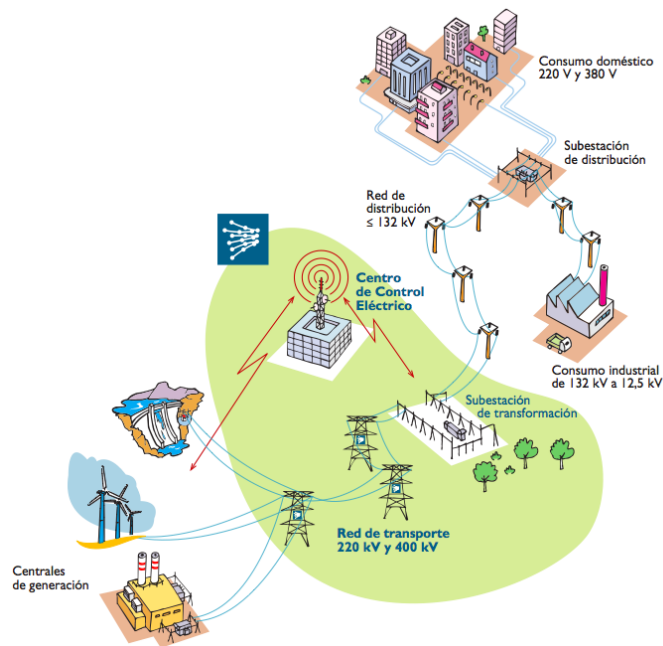 Consumo doméstico
220 V y 380 V
Subestación
de distribución
Red de
distribución
≤ 132 kV
Centro
de Control
Eléctrico
Consumo industrial
de 132 kV a 12,5 kV
Subestación
de transformación
Red de transporte
220 kV y 400 kV
Centrales
de generación